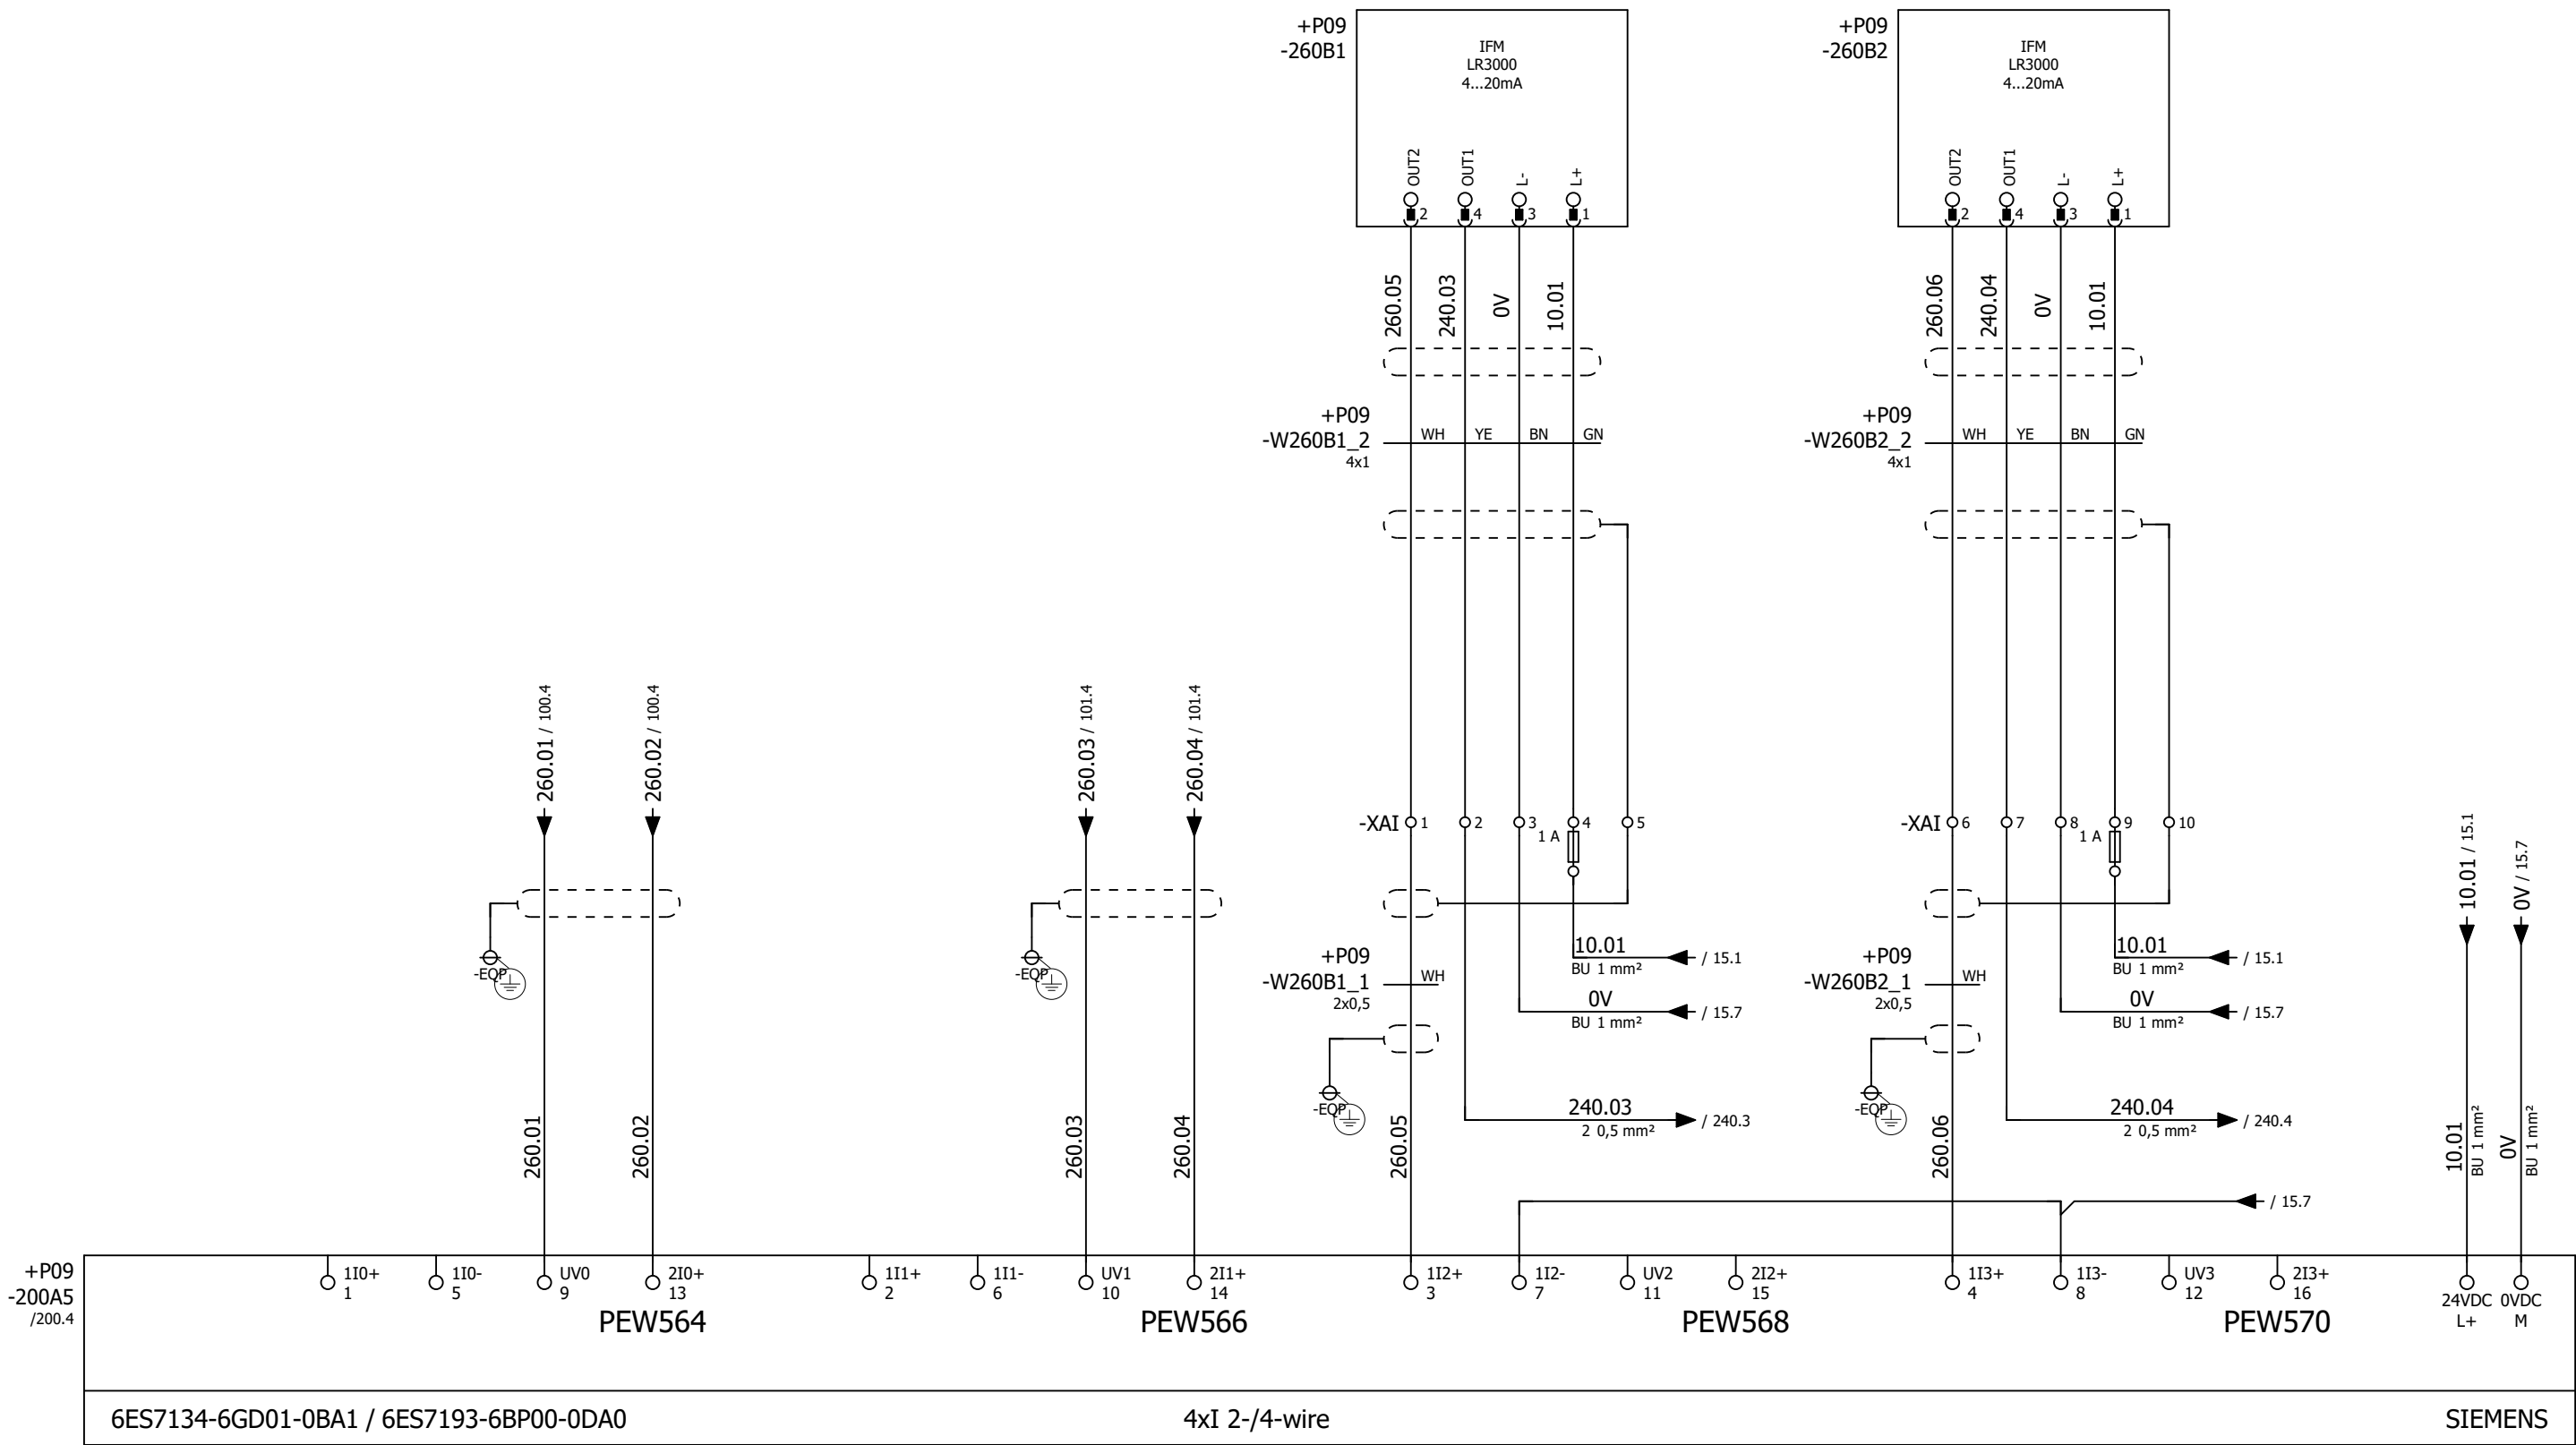 +P09
-260B1
IFM
LR3000
4...20mA
OUT2
OUT1
L-
L+
2
4
3
1
+P09
-260B2
IFM
LR3000
4...20mA
OUT2
OUT1
L-
L+
2
4
3
1
260.05
240.03
0V
10.01
260.06
240.04
0V
10.01
+P09
-W260B1_2
4x1
WH
YE
BN
GN
+P09
-W260B2_2
4x1
WH
YE
BN
GN
260.01 / 100.4
260.02 / 100.4
260.03 / 101.4
260.04 / 101.4
-XAI
1
2
3
4
5
1 A
-XAI
6
7
8
9
10
1 A
10.01 / 15.1
0V / 15.7
-EQP
-EQP
+P09
-W260B1_1
2x0,5
WH
10.01
BU 1 mm²
/ 15.1
0V
BU 1 mm²
/ 15.7
+P09
-W260B2_1
2x0,5
WH
10.01
BU 1 mm²
/ 15.1
0V
BU 1 mm²
/ 15.7
-EQP
240.03
2 0,5 mm²
/ 240.3
-EQP
240.04
2 0,5 mm²
/ 240.4
260.01
260.02
260.03
260.04
260.05
260.06
10.01
BU 1 mm²
0V
BU 1 mm²
/ 15.7
+P09
-200A5
/200.4
1I0+
1
1I0-
5
UV0
9
2I0+
13
PEW564
1I1+
2
1I1-
6
UV1
10
2I1+
14
PEW566
1I2+
3
1I2-
7
UV2
11
2I2+
15
PEW568
1I3+
4
1I3-
8
UV3
12
2I3+
16
PEW570
24VDC
L+
0VDC
M
6ES7134-6GD01-0BA1 / 6ES7193-6BP00-0DA0
4xI 2-/4-wire
SIEMENS